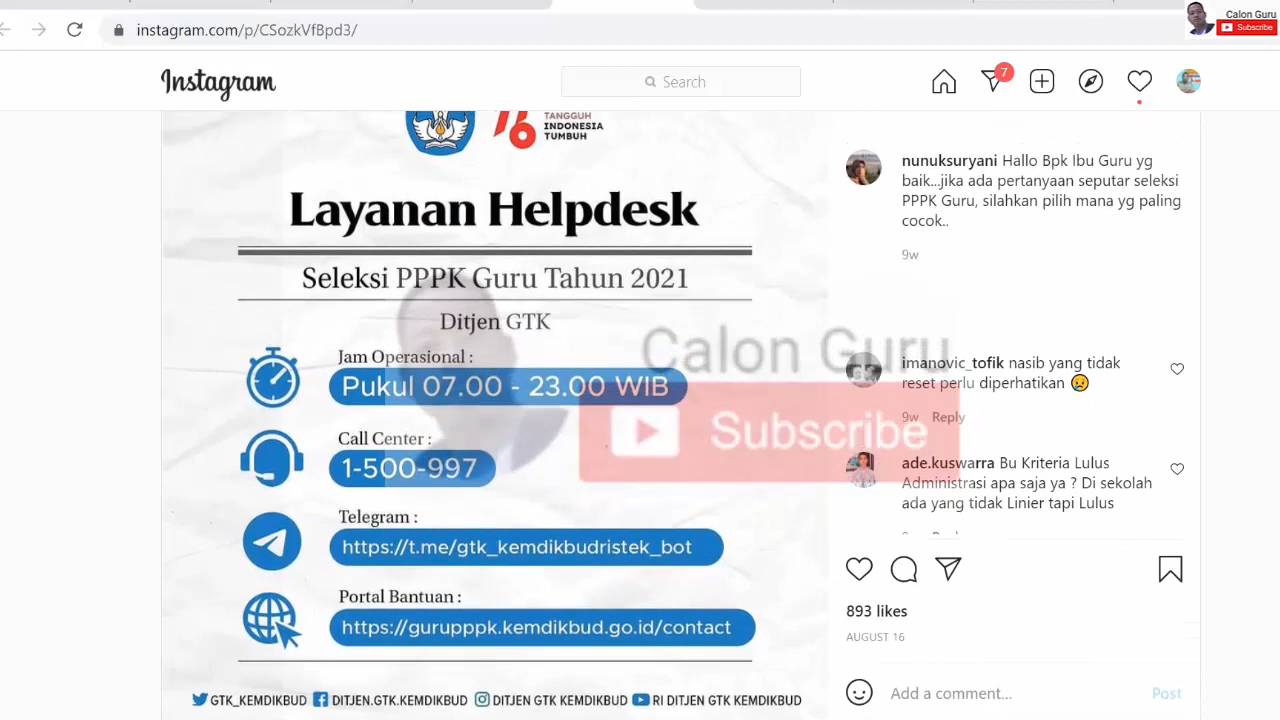 instagram.com/p/CSozkVfBpd3/
Calon Guru
Subscribe
Instagram
Search
7
TANGGUH
INDONESIA
TUMBUH
76
Layanan Helpdesk
Seleksi PPPK Guru Tahun 2021
Ditjen GTK
Jam Operasional :
Pukul 07.00 - 23.00 WIB
Call Center :
1-500-997
Telegram :
https://t.me/gtk_kemdikbudristek_bot
Portal Bantuan :
https://gurupppk.kemdikbud.go.id/contact
GTK_KEMDIKBUD DITJEN.GTK.KEMDIKBUD DITJEN GTK KEMDIKBUD RI DITJEN GTK KEMDIKBUD
Calon Guru
Subscribe
nunuksuryani Hallo Bpk Ibu Guru yg
baik...jika ada pertanyaan seputar seleksi
PPPK Guru, silahkan pilih mana yg paling
cocok..
9w
imanovic_tofik nasib yang tidak
reset perlu diperhatikan 😥
9w Reply
ade.kuswarra Bu Kriteria Lulus
Administrasi apa saja ya ? Di sekolah
ada yang tidak Linier tapi Lulus
893 likes
AUGUST 16
Add a comment...
Post